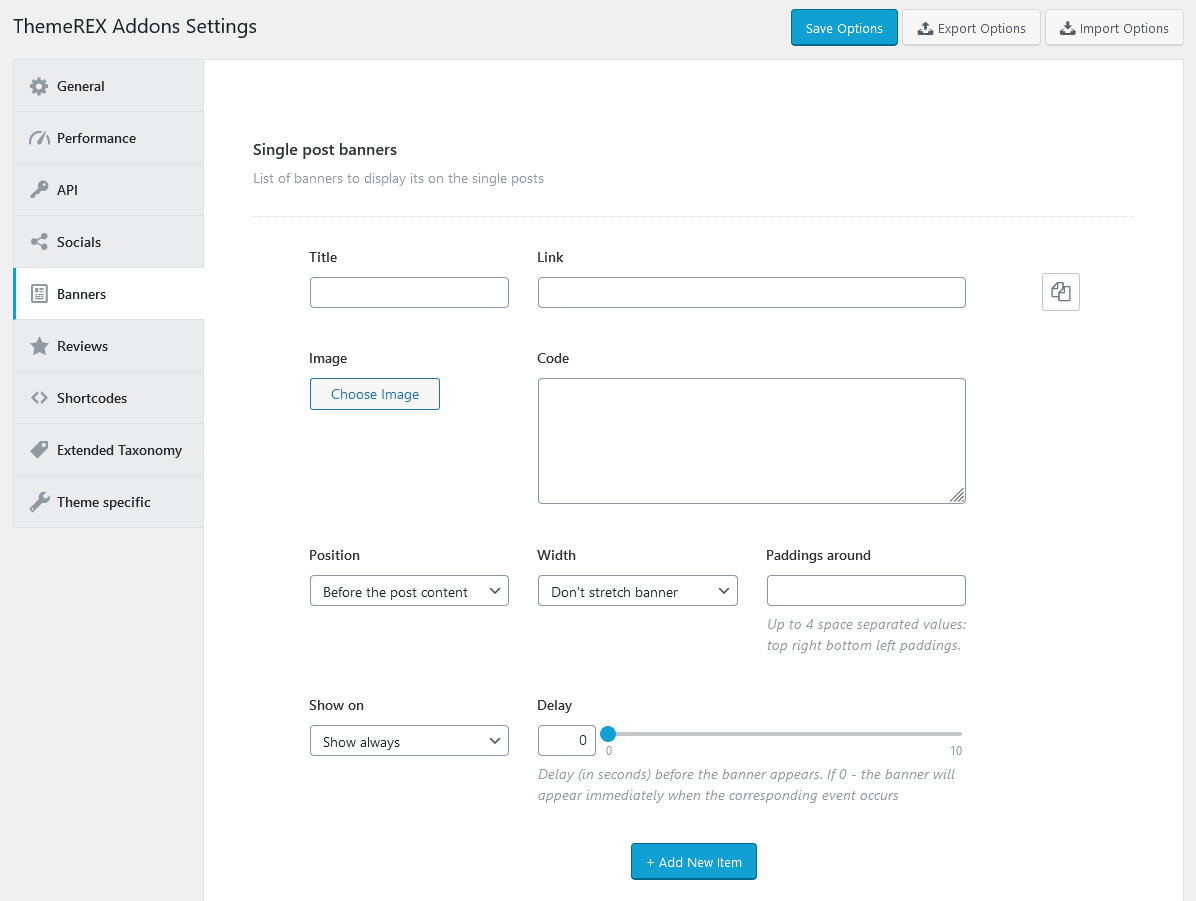 ThemeREX Addons Settings
Save Options
Export Options
Import Options
General
Performance
API
Socials
Banners
Reviews
Shortcodes
Extended Taxonomy
Theme specific
Single post banners
List of banners to display its on the single posts
Title
Link
Image
Code
Choose Image
Position
Width
Paddings around
Before the post content
Don't stretch banner
Up to 4 space separated values:
top right bottom left paddings.
Show on
Delay
Show always
0
0
10
Delay (in seconds) before the banner appears. If 0 - the banner will
appear immediately when the corresponding event occurs
+ Add New Item